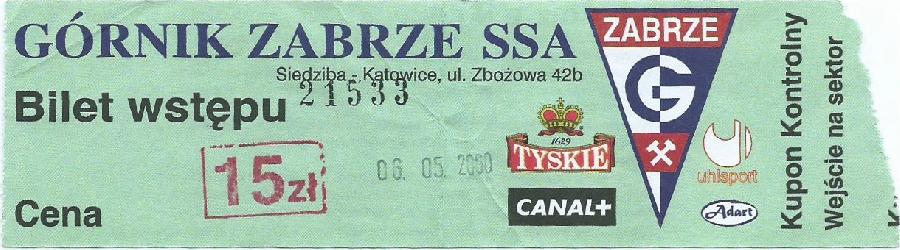 GÓRNIK ZABRZE SSA
Siedziba - Katowice, ul. Zbożowa 42b
21533
Bilet wstępu
15zł
06. 05. 2000
Cena
ZABRZE
G
1629
TYSKIE
CANAL+
uhlsport
Adart
Kupon Kontrolny
Wejście na sektor